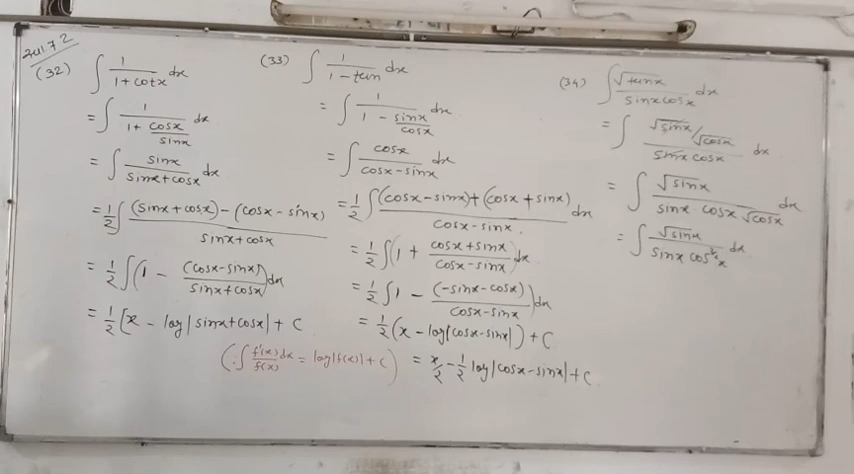 (32) ∫ 1/(1+cotx) dx
= ∫ 1/(1+ cosx/sinx) dx
= ∫ sinx/(sinx+cosx) dx
= 1/2 ∫ ((sinx+cosx) - (cosx - sinx))/(sinx+cosx)
= 1/2 ∫ (1 - (cosx-sinx)/(sinx+cosx)) dx
= 1/2 [x - log|sinx+cosx| + C
(∵ ∫ f'(x)/f(x) dx = log|f(x)| + C)
(33) ∫ 1/(1-tan) dx
= ∫ 1/(1 - sinx/cosx) dx
= ∫ cosx/(cosx-sinx) dx
= 1/2 ∫ ((cosx-sinx)+(cosx+sinx))/(cosx-sinx) dx
= 1/2 ∫ (1 + (cosx+sinx)/(cosx-sinx)) dx
= 1/2 ∫ 1 - (-sinx-cosx)/(cosx-sinx)) dx
= 1/2 (x - log|cosx-sinx|) + C
= x/2 - 1/2 log|cosx-sinx| + C
(34) ∫ √tanx/(sinxcosx) dx
= ∫ (√sinx/√cosx)/(sinx cosx) dx
= ∫ √sinx/(sinx·cosx √cosx) dx
= ∫ √sinx/(sinx cos^(3/2)x) dx